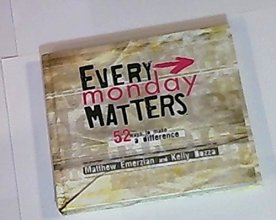 EVERY
monday
MATTERS
52 ways to make
a difference
Matthew Emerzian and Kelly Bozza